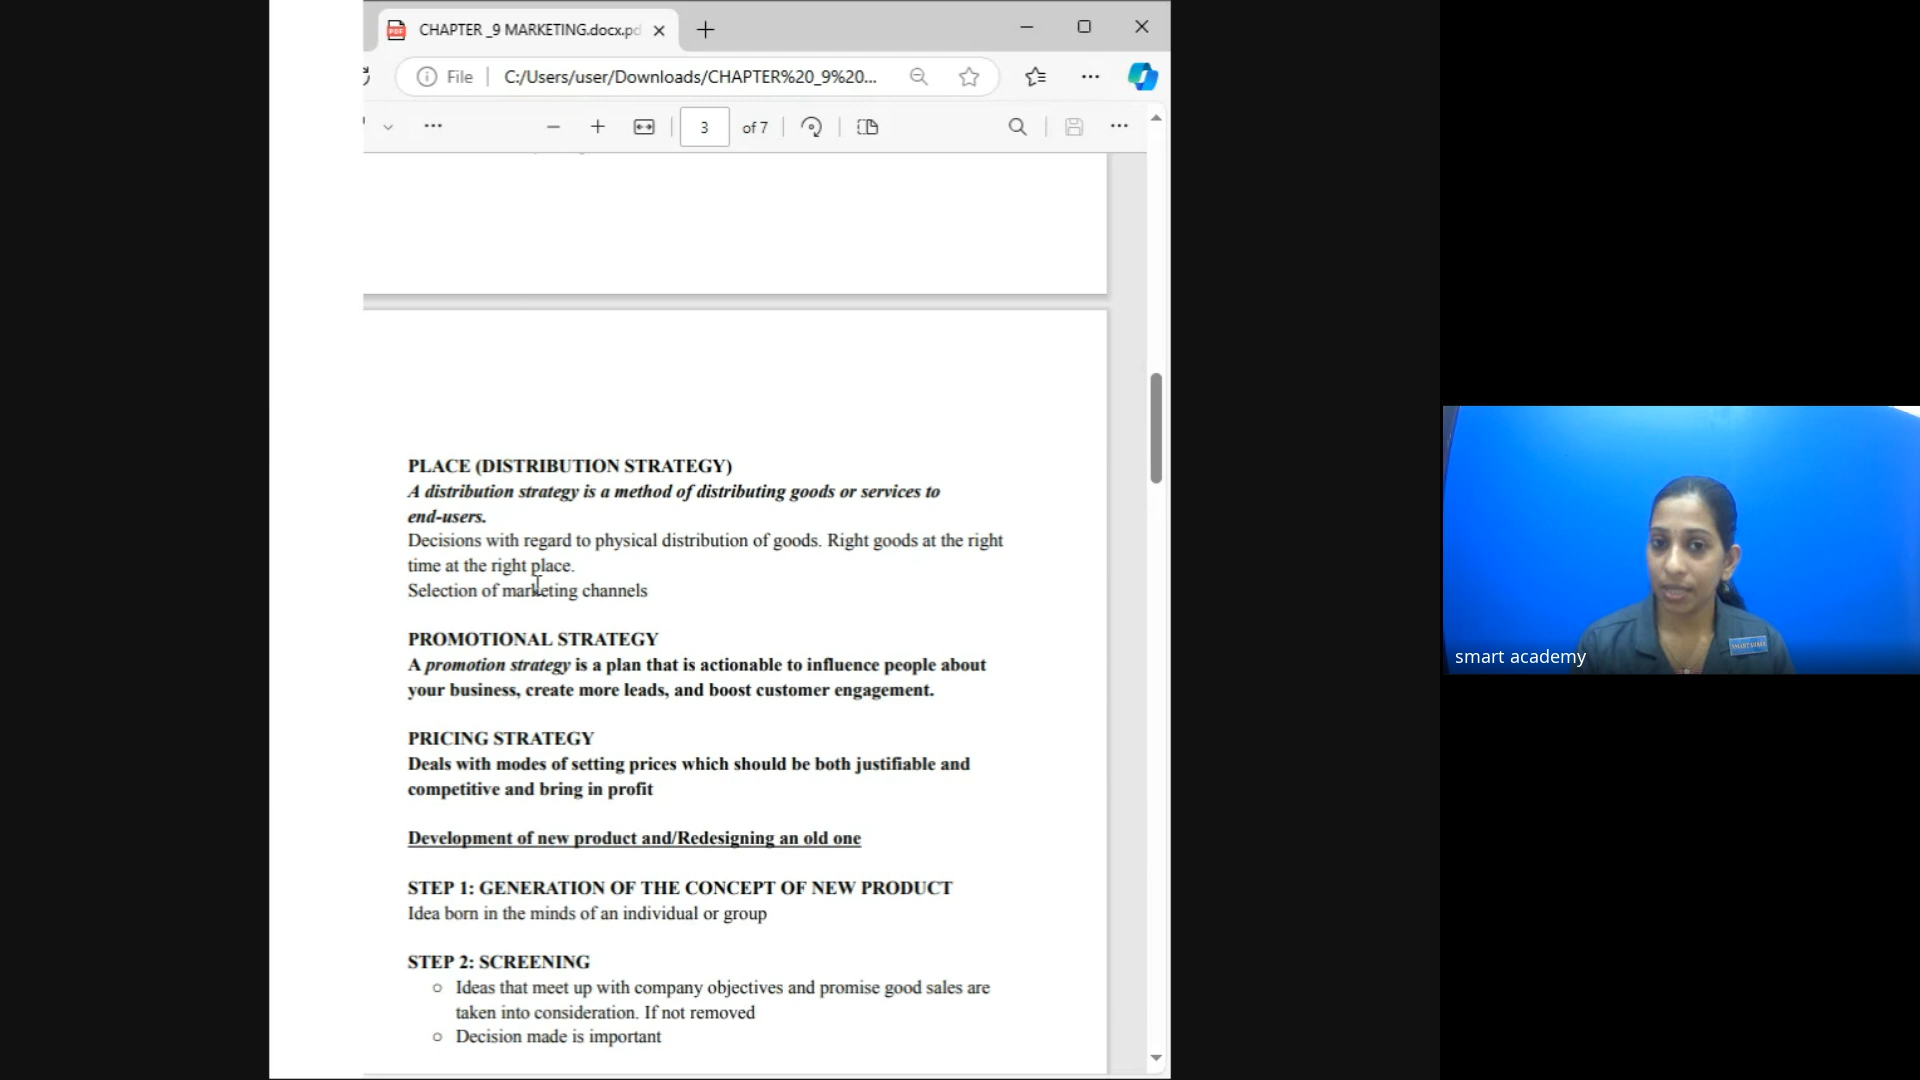 CHAPTER _9 MARKETING.docx.pd
File
C:/Users/user/Downloads/CHAPTER%20_9%20...
3 of 7
PLACE (DISTRIBUTION STRATEGY)
A distribution strategy is a method of distributing goods or services to
end-users.
Decisions with regard to physical distribution of goods. Right goods at the right
time at the right place.
Selection of marketing channels
PROMOTIONAL STRATEGY
A promotion strategy is a plan that is actionable to influence people about
your business, create more leads, and boost customer engagement.
PRICING STRATEGY
Deals with modes of setting prices which should be both justifiable and
competitive and bring in profit
Development of new product and/Redesigning an old one
STEP 1: GENERATION OF THE CONCEPT OF NEW PRODUCT
Idea born in the minds of an individual or group
STEP 2: SCREENING
o Ideas that meet up with company objectives and promise good sales are
taken into consideration. If not removed
o Decision made is important
smart academy